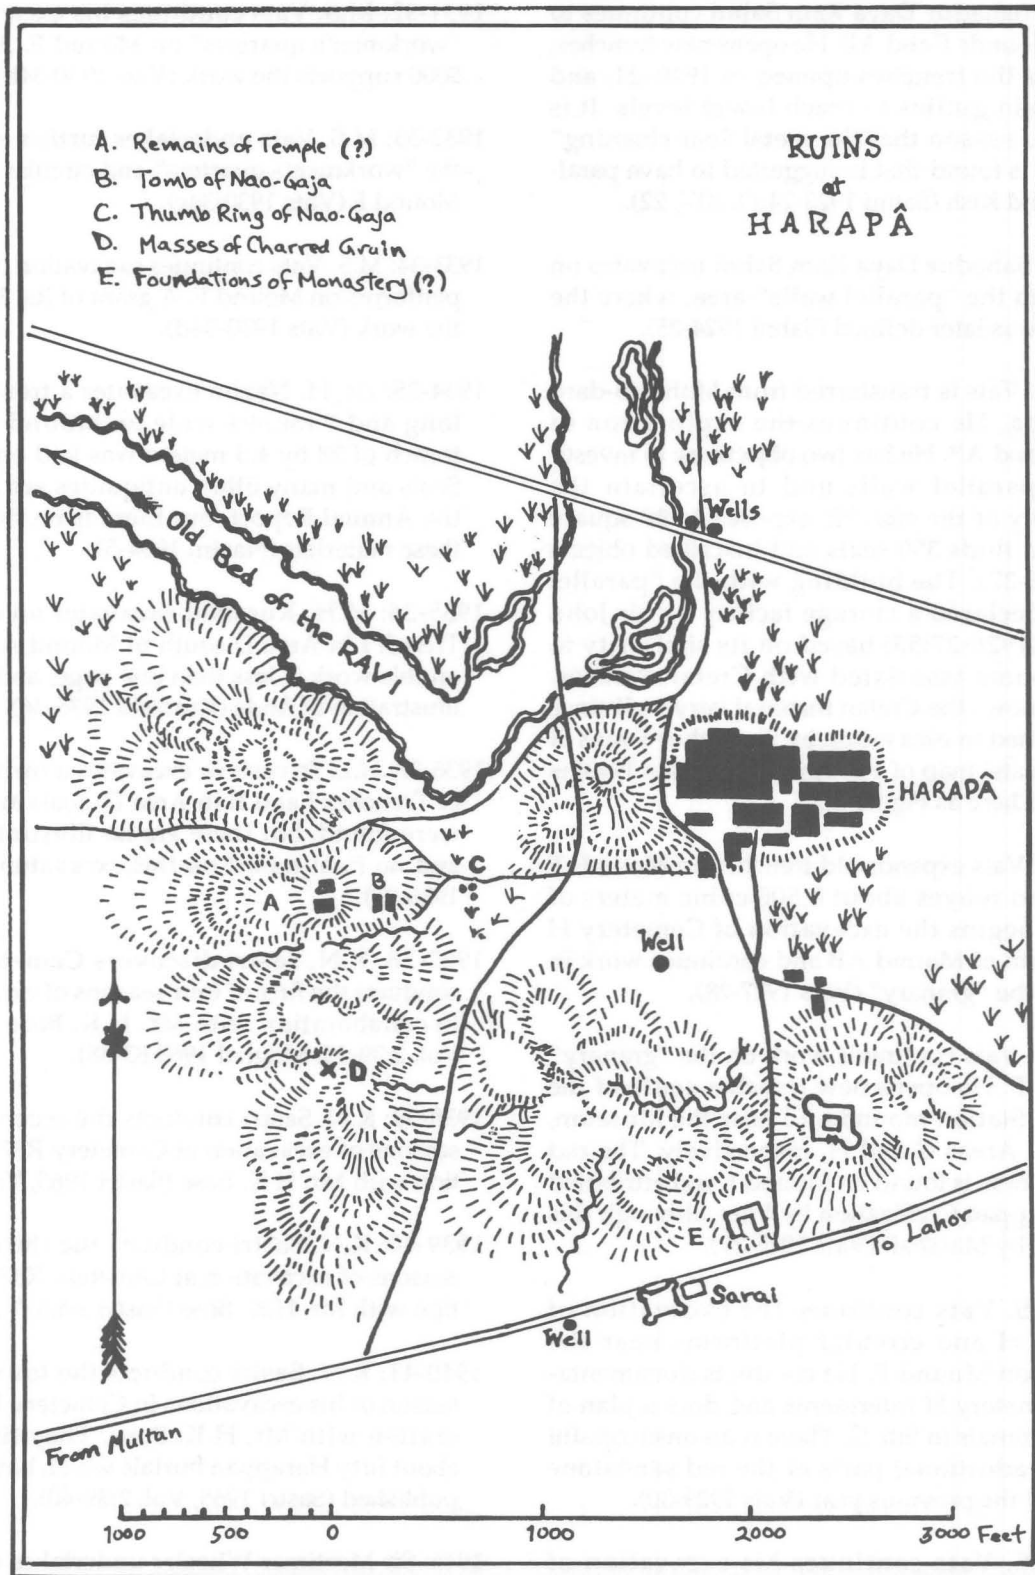 RUINS
at
HARAPÂ
A. Remains of Temple (?)
B. Tomb of Nao-Gaja
C. Thumb Ring of Nao-Gaja
D. Masses of Charred Gruin
E. Foundations of Monastery (?)
Wells
Old Bed of the RAVI
HARAPÂ
C
A
B
Well
X D
E
To Lahor
Sarai
Well
From Multan
1000 500 0 1000 2000 3000 Feet